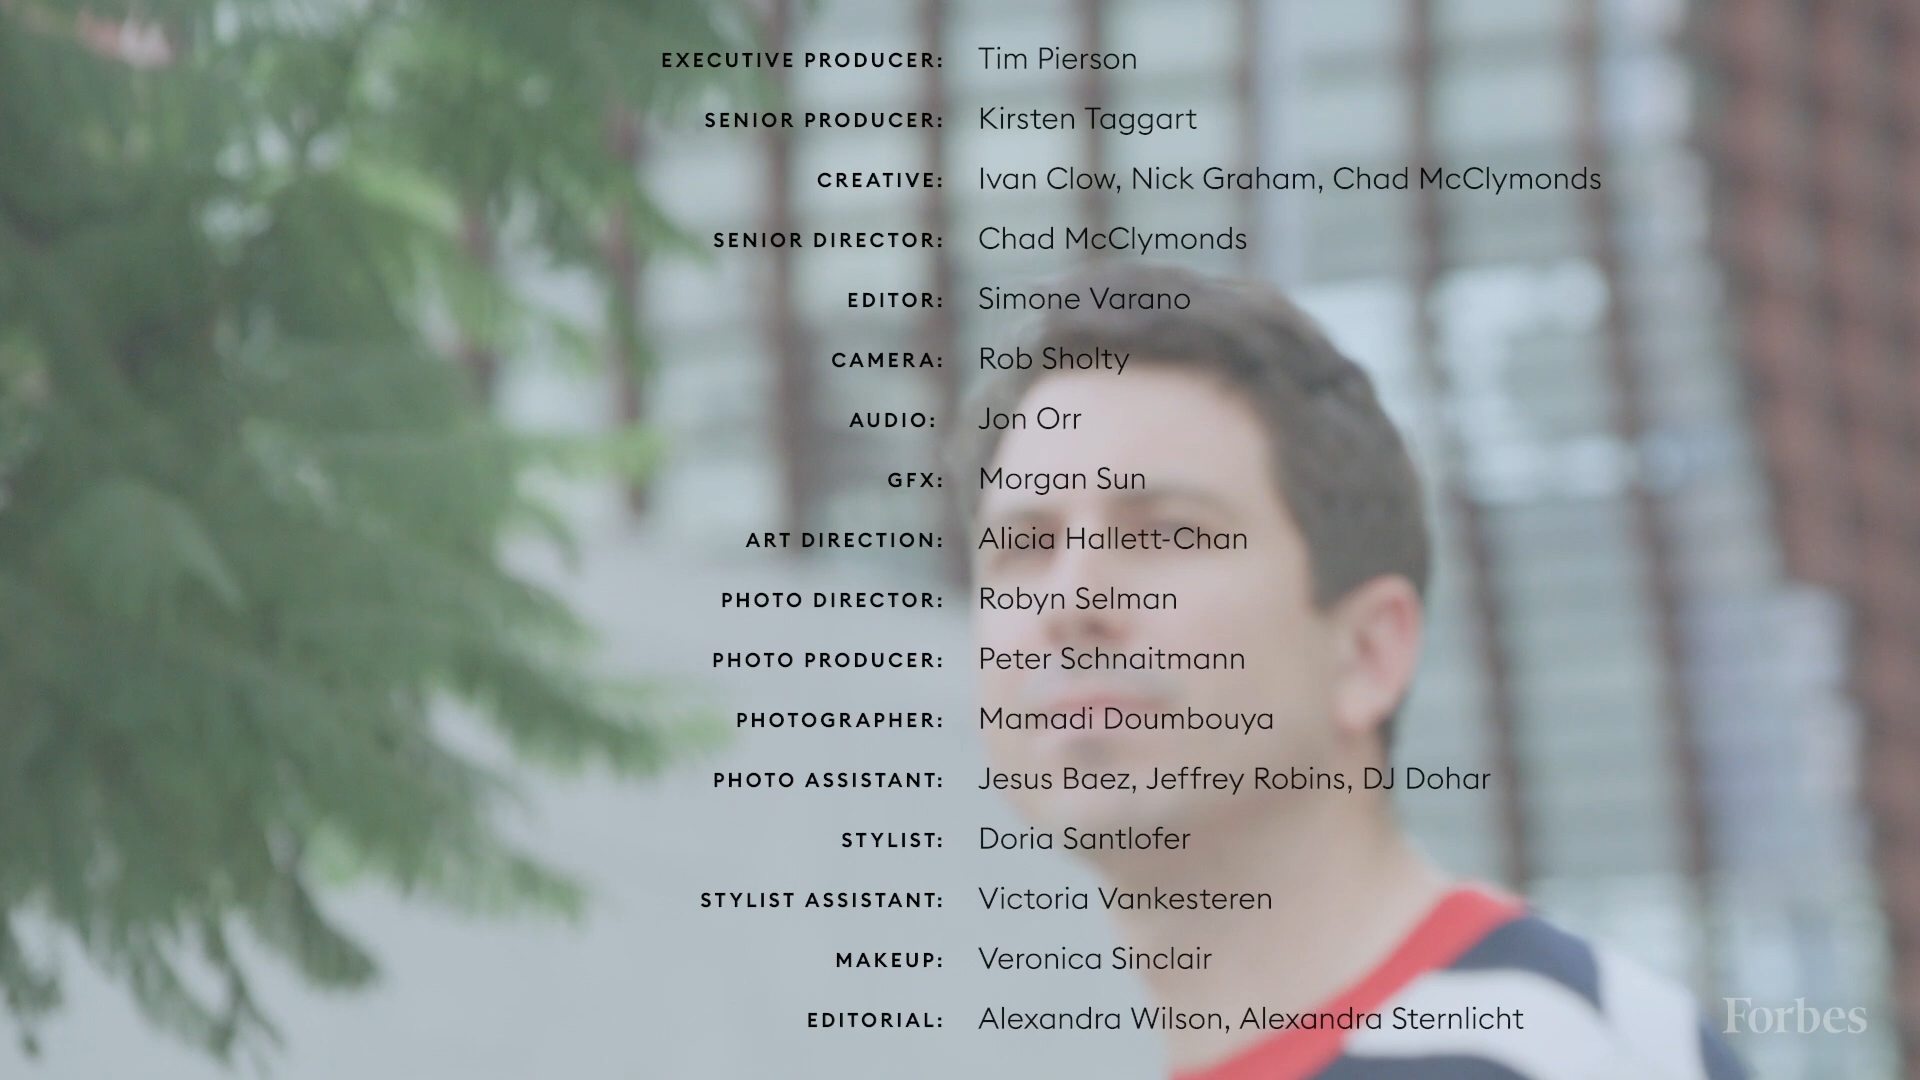 EXECUTIVE PRODUCER: Tim Pierson
SENIOR PRODUCER: Kirsten Taggart
CREATIVE: Ivan Clow, Nick Graham, Chad McClymonds
SENIOR DIRECTOR: Chad McClymonds
EDITOR: Simone Varano
CAMERA: Rob Sholty
AUDIO: Jon Orr
GFX: Morgan Sun
ART DIRECTION: Alicia Hallett-Chan
PHOTO DIRECTOR: Robyn Selman
PHOTO PRODUCER: Peter Schnaitmann
PHOTOGRAPHER: Mamadi Doumbouya
PHOTO ASSISTANT: Jesus Baez, Jeffrey Robins, DJ Dohar
STYLIST: Doria Santlofer
STYLIST ASSISTANT: Victoria Vankesteren
MAKEUP: Veronica Sinclair
EDITORIAL: Alexandra Wilson, Alexandra Sternlicht
Forbes